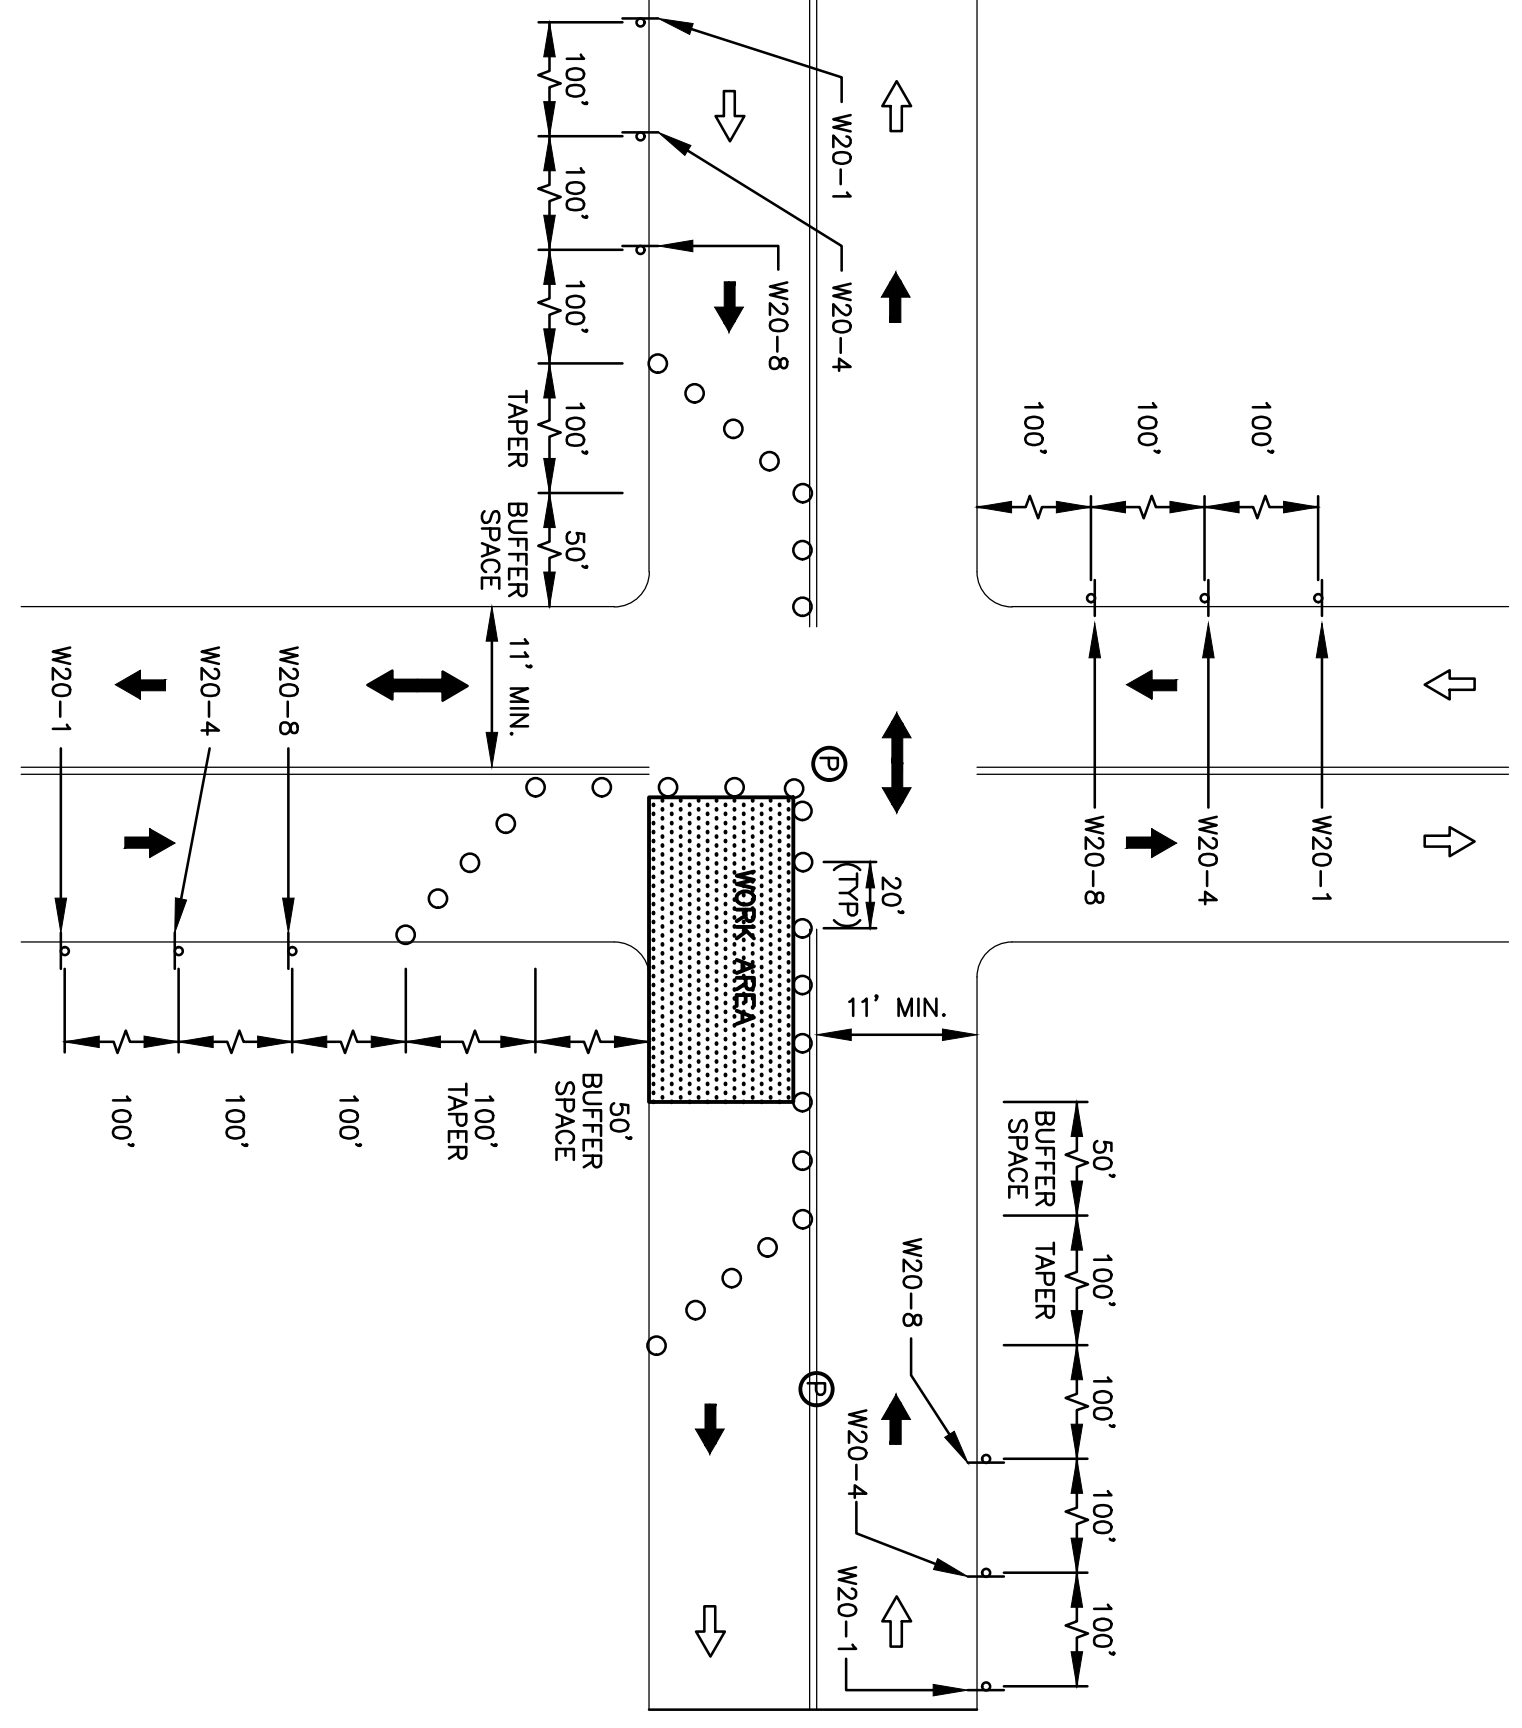 100'
100'
100'
100'
TAPER
50'
BUFFER
SPACE
W20-1
W20-4
W20-8
100'
100'
100'
11' MIN.
W20-1
W20-4
W20-8
P
W20-8
W20-4
W20-1
20'
(TYP)
WORK AREA
11' MIN.
100'
100'
100'
100'
TAPER
50'
BUFFER
SPACE
50'
BUFFER
SPACE
100'
TAPER
100'
100'
100'
W20-8
P
W20-4
W20-1